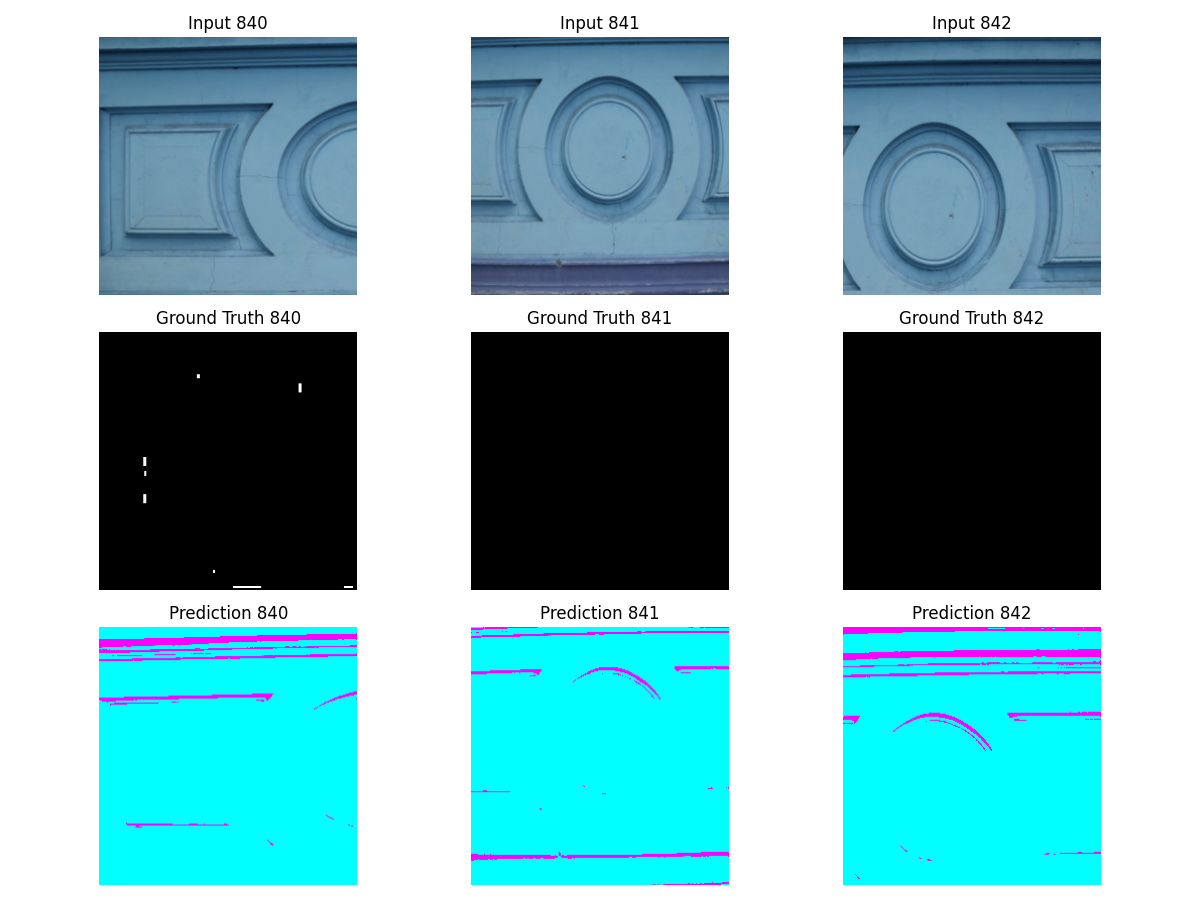 Input 840
Input 841
Input 842
Ground Truth 840
Ground Truth 841
Ground Truth 842
Prediction 840
Prediction 841
Prediction 842